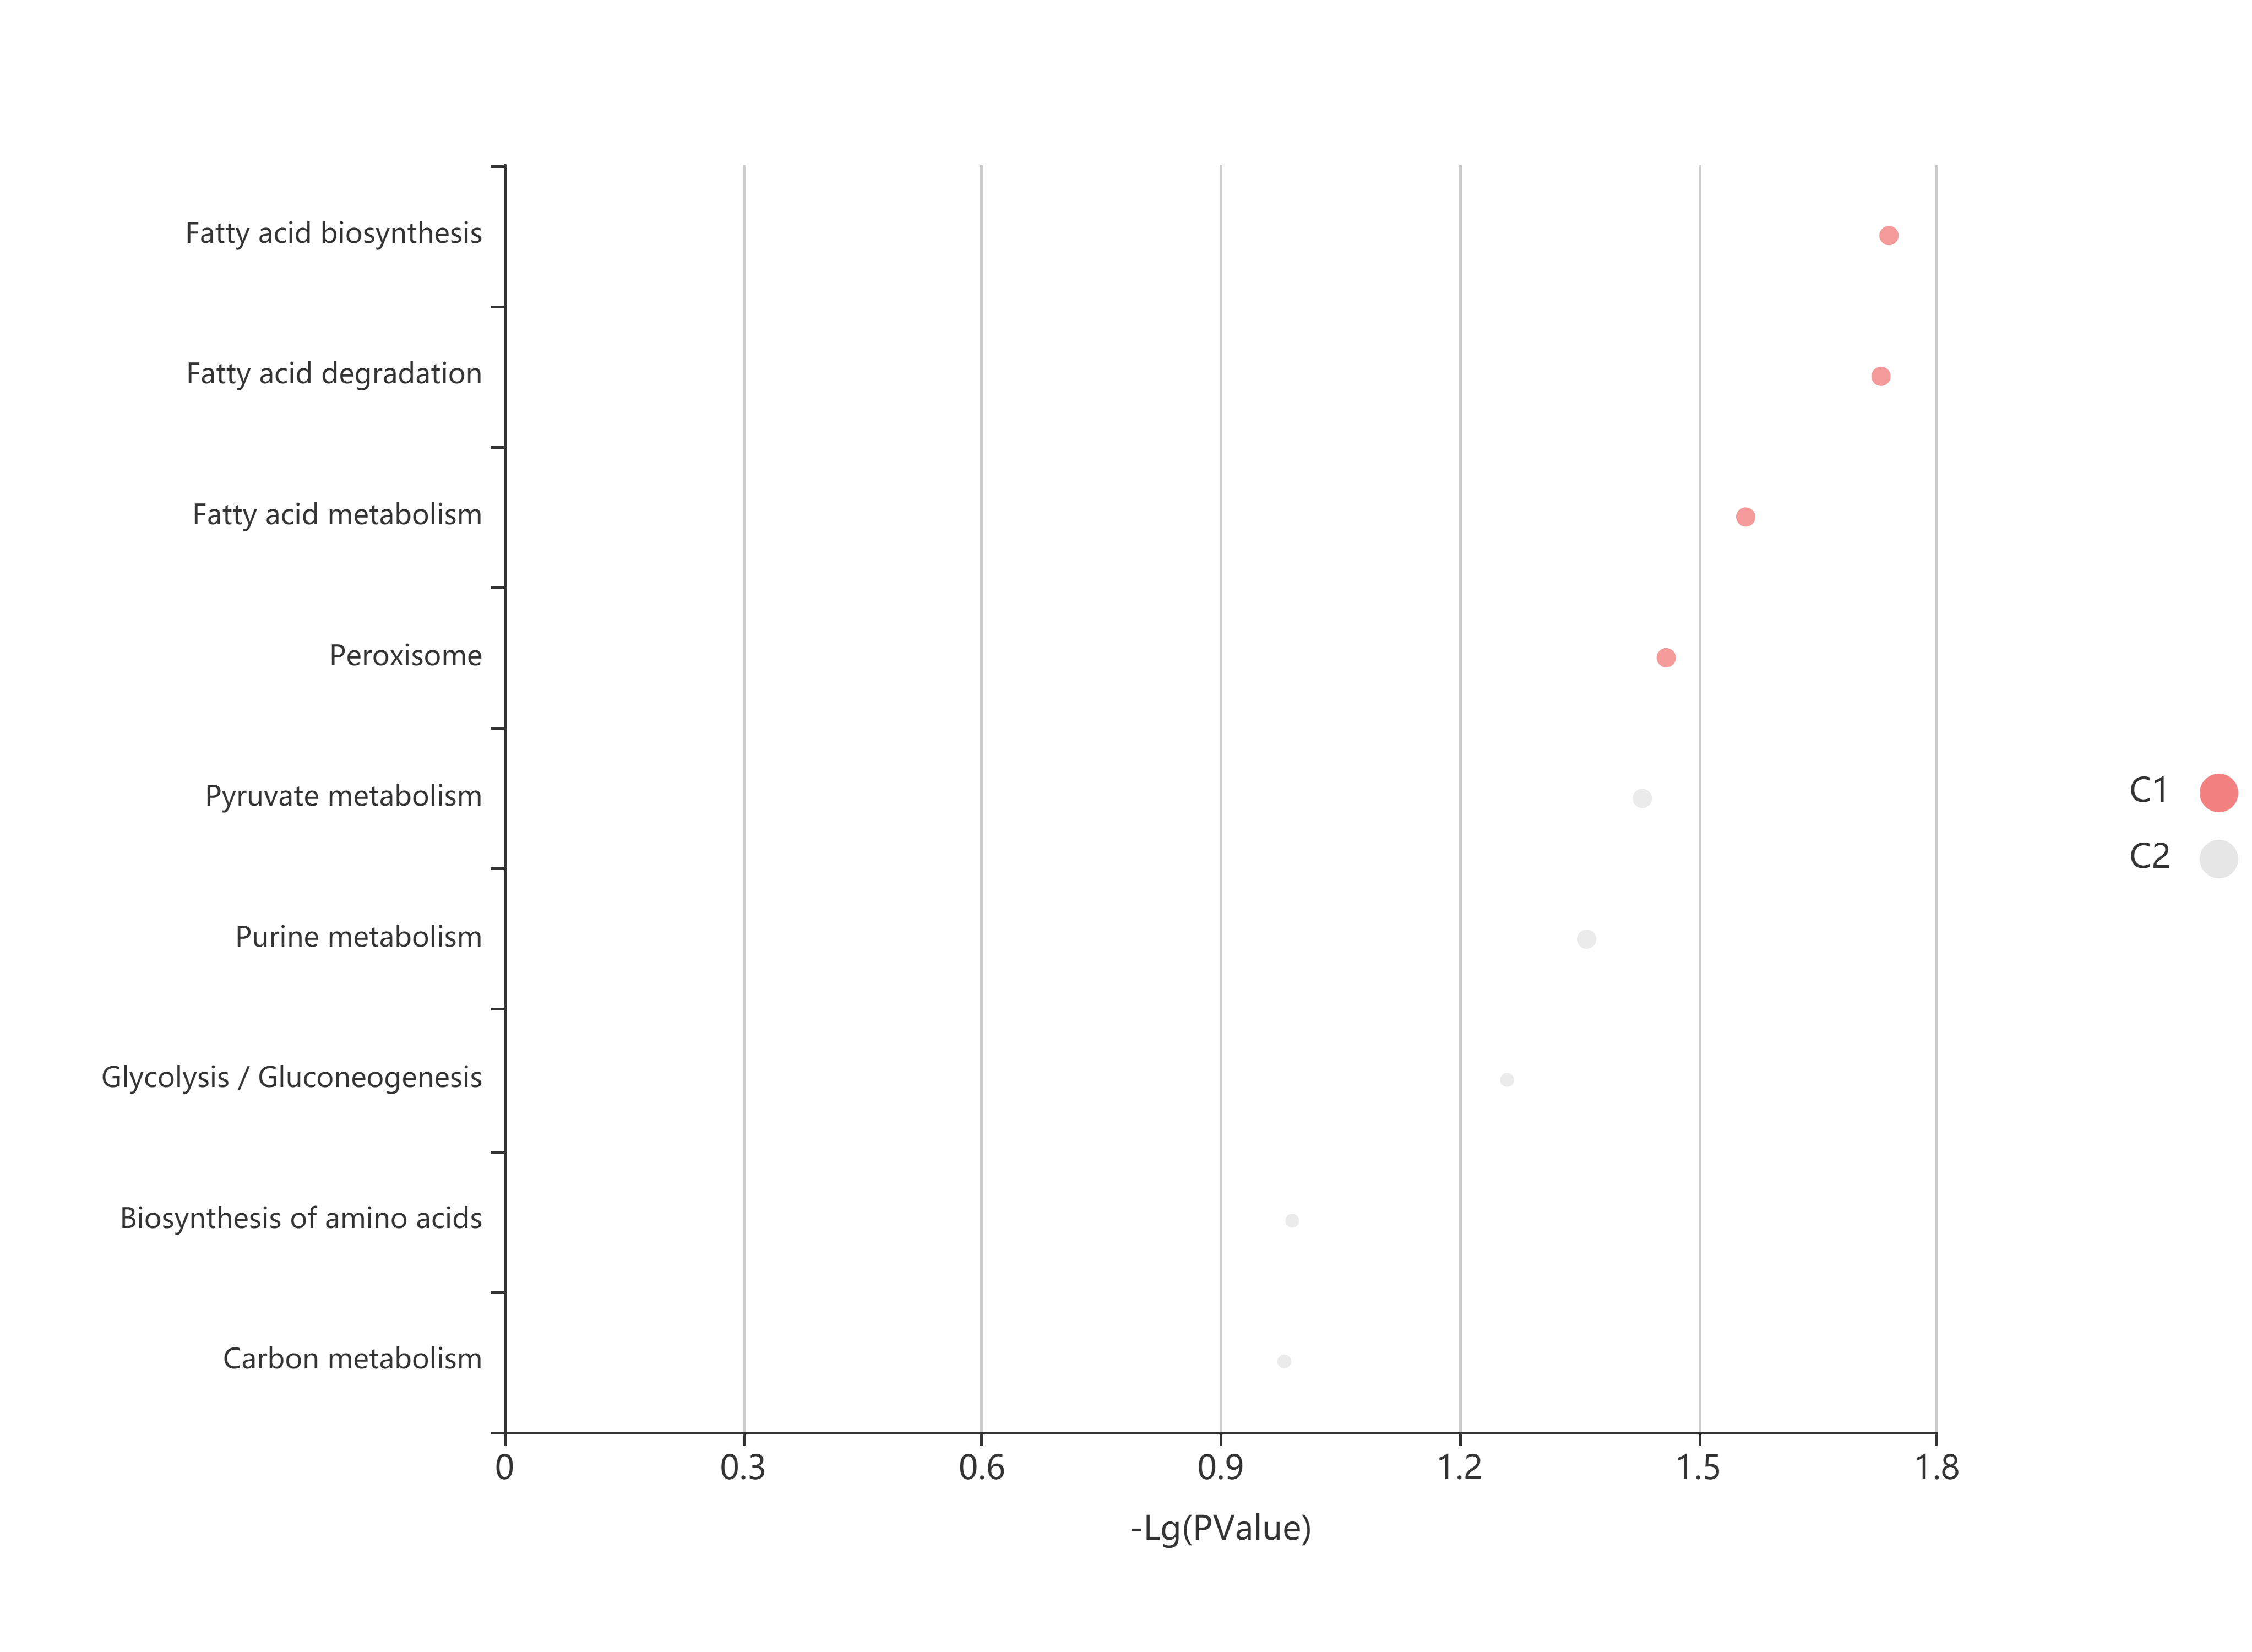 Fatty acid biosynthesis
Fatty acid degradation
Fatty acid metabolism
Peroxisome
Pyruvate metabolism
Purine metabolism
Glycolysis / Gluconeogenesis
Biosynthesis of amino acids
Carbon metabolism
0 0.3 0.6 0.9 1.2 1.5 1.8
-Lg(PValue)
C1
C2